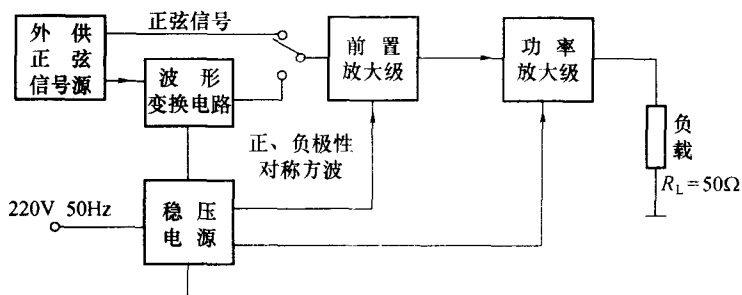 正弦信号
外 供
正 弦
信号源
波 形
变换电路
前 置
放大级
功 率
放大级
正、负极性
对称方波
负
载
R_L=50Ω
220V 50Hz
稳 压
电 源